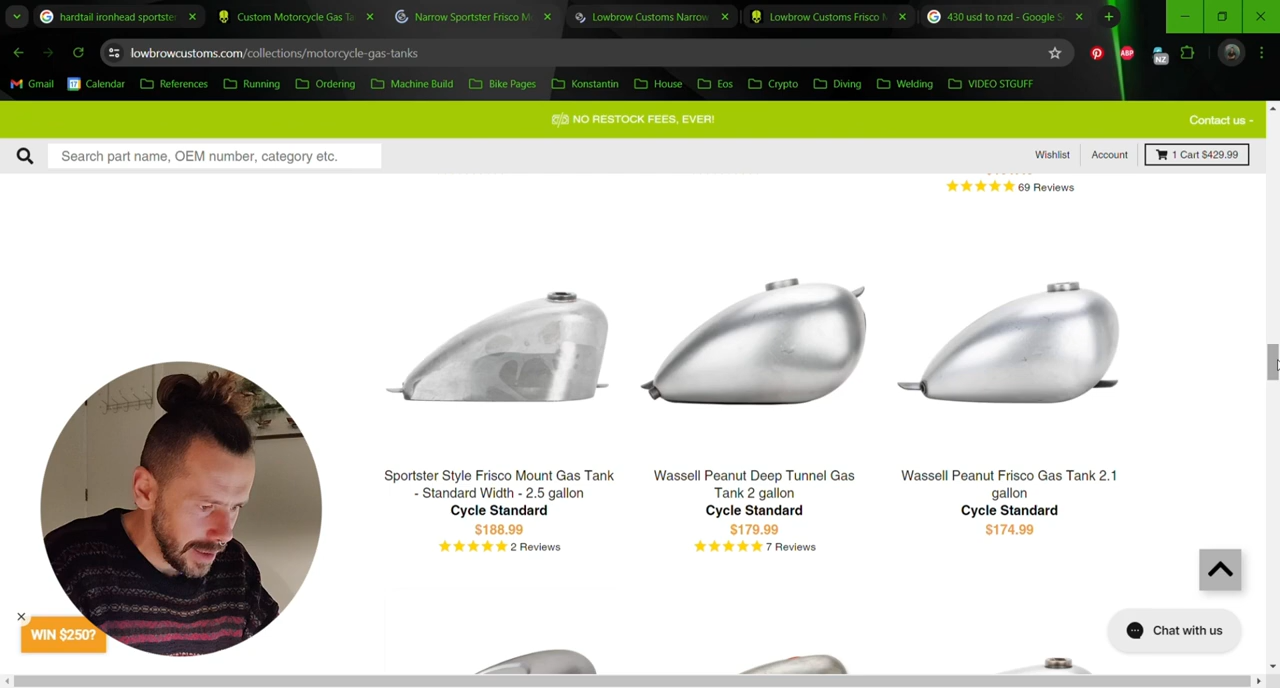 hardtail ironhead sportster
Custom Motorcycle Gas Ta
Narrow Sportster Frisco M
Lowbrow Customs Narrow
Lowbrow Customs Frisco M
430 usd to nzd - Google S
lowbrowcustoms.com/collections/motorcycle-gas-tanks
ABP
NZ
Gmail
17
Calendar
References
Running
Ordering
Machine Build
Bike Pages
Konstantin
House
Eos
Crypto
Diving
Welding
VIDEO STGUFF
NO RESTOCK FEES, EVER!
Contact us -
Search part name, OEM number, category etc.
Wishlist
Account
1 Cart $429.99
69 Reviews
Sportster Style Frisco Mount Gas Tank
- Standard Width - 2.5 gallon
Cycle Standard
$188.99
2 Reviews
Wassell Peanut Deep Tunnel Gas
Tank 2 gallon
Cycle Standard
$179.99
7 Reviews
Wassell Peanut Frisco Gas Tank 2.1
gallon
Cycle Standard
$174.99
WIN $250?
Chat with us